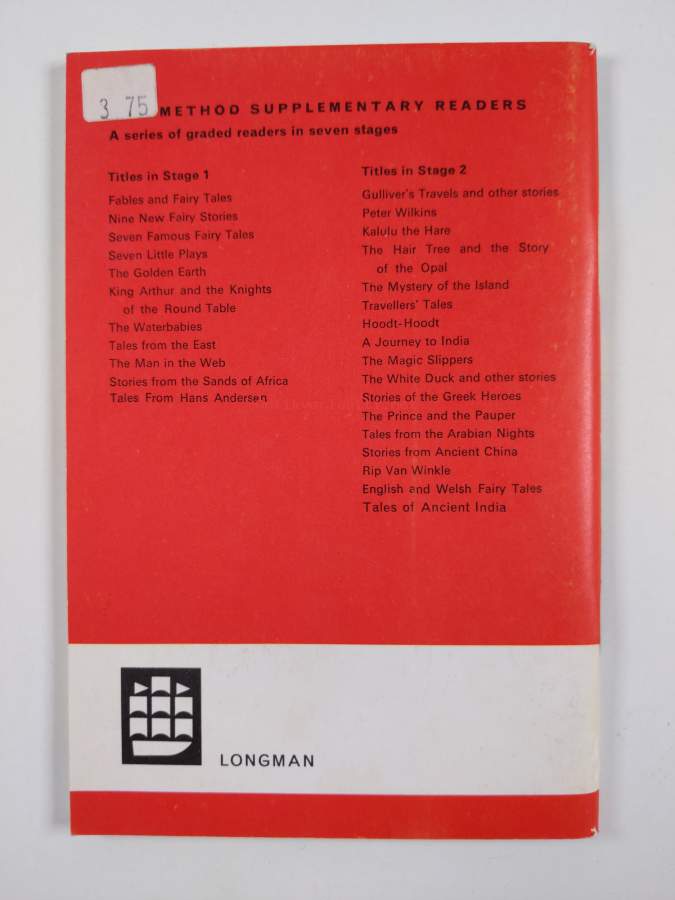 3 75
METHOD SUPPLEMENTARY READERS
A series of graded readers in seven stages
Titles in Stage 1
Fables and Fairy Tales
Nine New Fairy Stories
Seven Famous Fairy Tales
Seven Little Plays
The Golden Earth
King Arthur and the Knights
of the Round Table
The Waterbabies
Tales from the East
The Man in the Web
Stories from the Sands of Africa
Tales From Hans Andersen
Titles in Stage 2
Gulliver's Travels and other stories
Peter Wilkins
Kalulu the Hare
The Hair Tree and the Story
of the Opal
The Mystery of the Island
Travellers' Tales
Hoodt-Hoodt
A Journey to India
The Magic Slippers
The White Duck and other stories
Stories of the Greek Heroes
The Prince and the Pauper
Tales from the Arabian Nights
Stories from Ancient China
Rip Van Winkle
English and Welsh Fairy Tales
Tales of Ancient India
LONGMAN